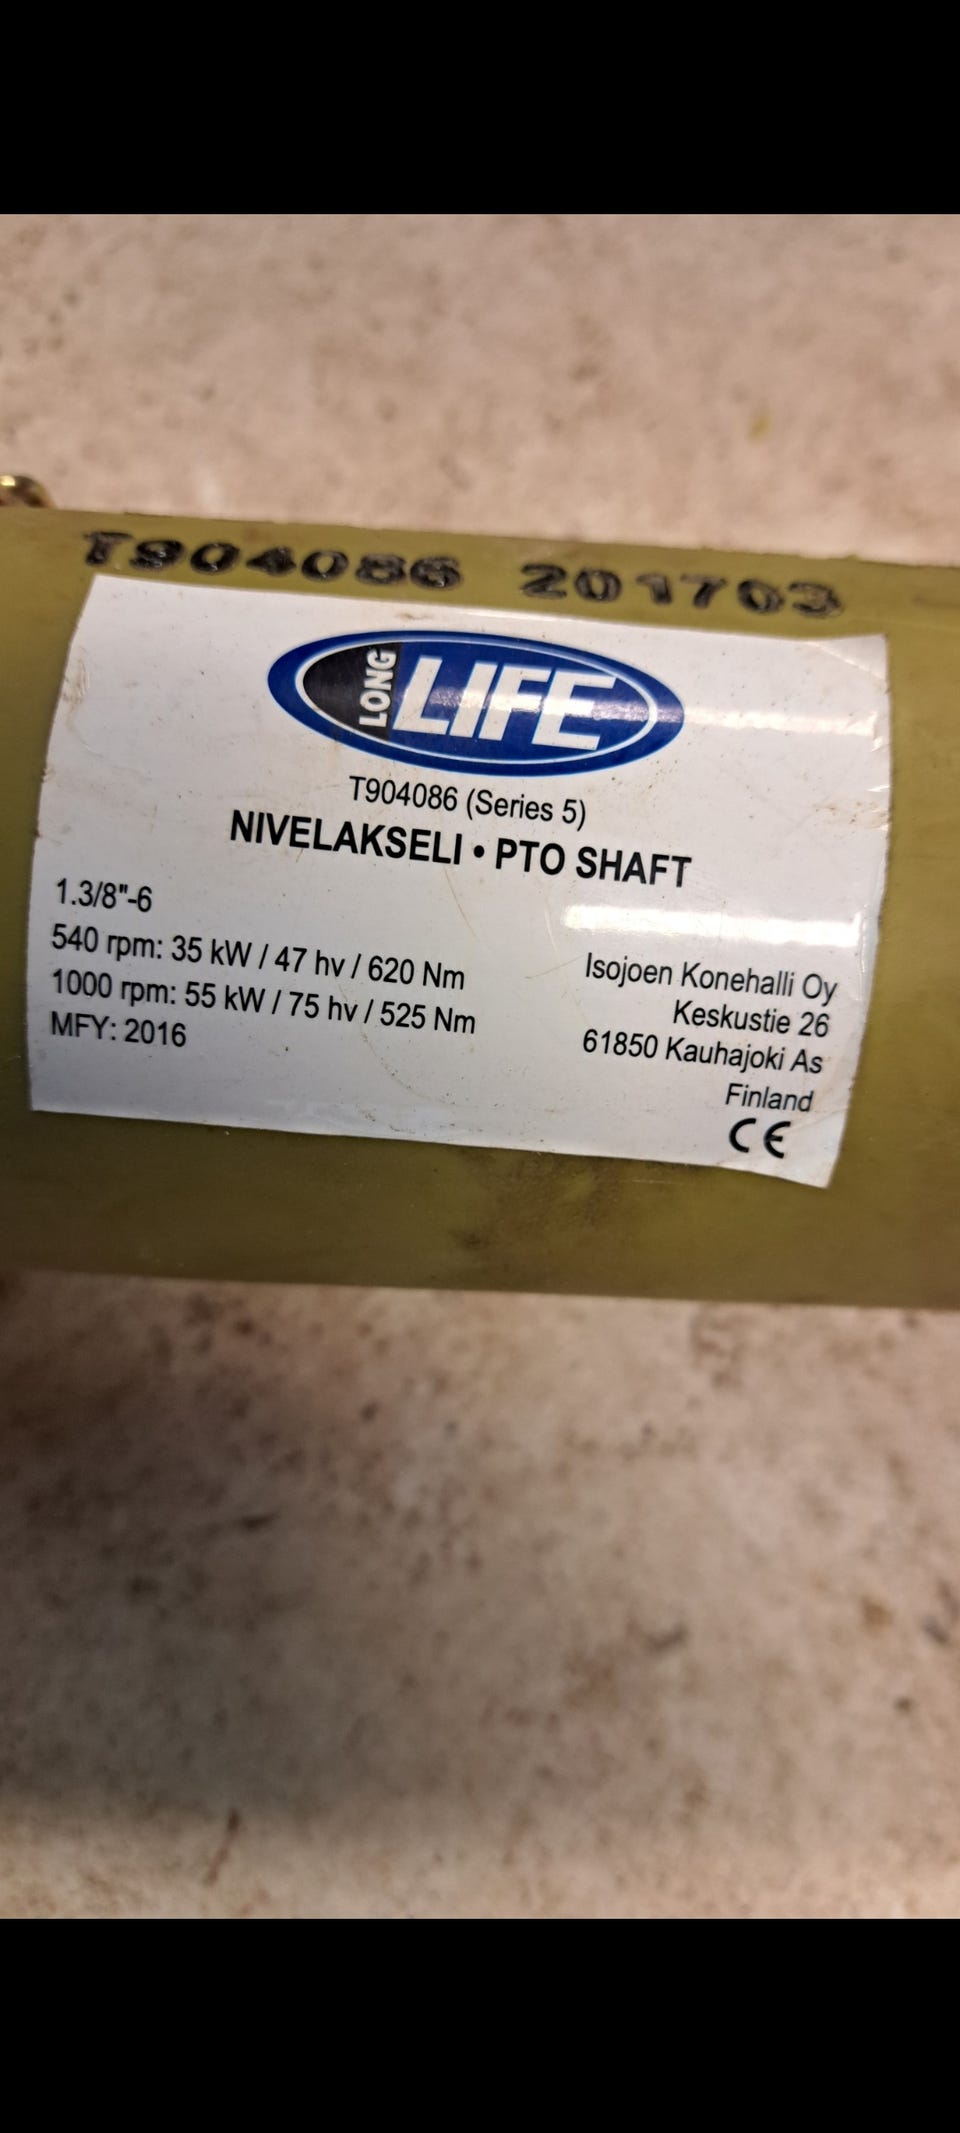 T904086 201703
LONG LIFE
T904086 (Series 5)
NIVELAKSELI • PTO SHAFT
1.3/8"-6
540 rpm: 35 kW / 47 hv / 620 Nm
1000 rpm: 55 kW / 75 hv / 525 Nm
MFY: 2016
Isojoen Konehalli Oy
Keskustie 26
61850 Kauhajoki As
Finland
CE